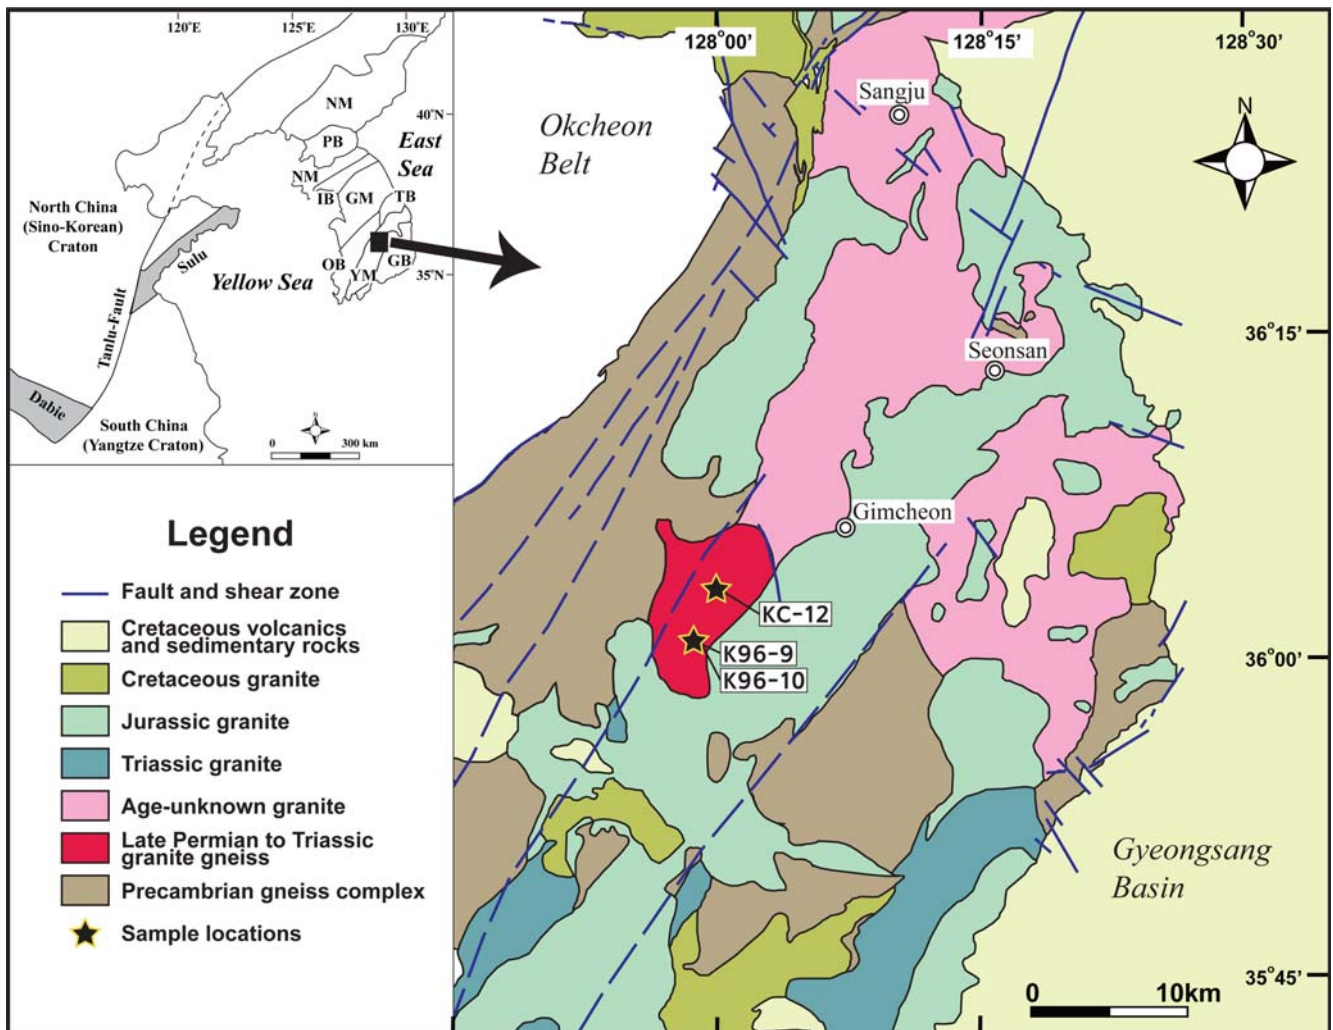 120°E
125°E
130°E
NM
40°N
PB
East
Sea
NM
IB
GM
TB
North China
(Sino-Korean)
Craton
Sulu
Yellow Sea
OB
YM
GB
35°N
Tanlu-Fault
Dabie
South China
(Yangtze Craton)
N
0 300 km
Legend
Fault and shear zone
Cretaceous volcanics
and sedimentary rocks
Cretaceous granite
Jurassic granite
Triassic granite
Age-unknown granite
Late Permian to Triassic
granite gneiss
Precambrian gneiss complex
Sample locations
128°00'
128°15'
128°30'
Sangju
Okcheon
Belt
N
36°15'
Seonsan
Gimcheon
KC-12
K96-9
K96-10
36°00'
Gyeongsang
Basin
35°45'
0 10km